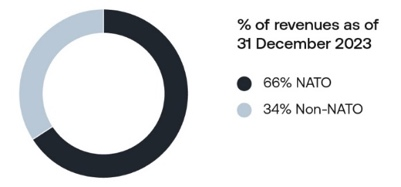 % of revenues as of
31 December 2023
66% NATO
34% Non-NATO